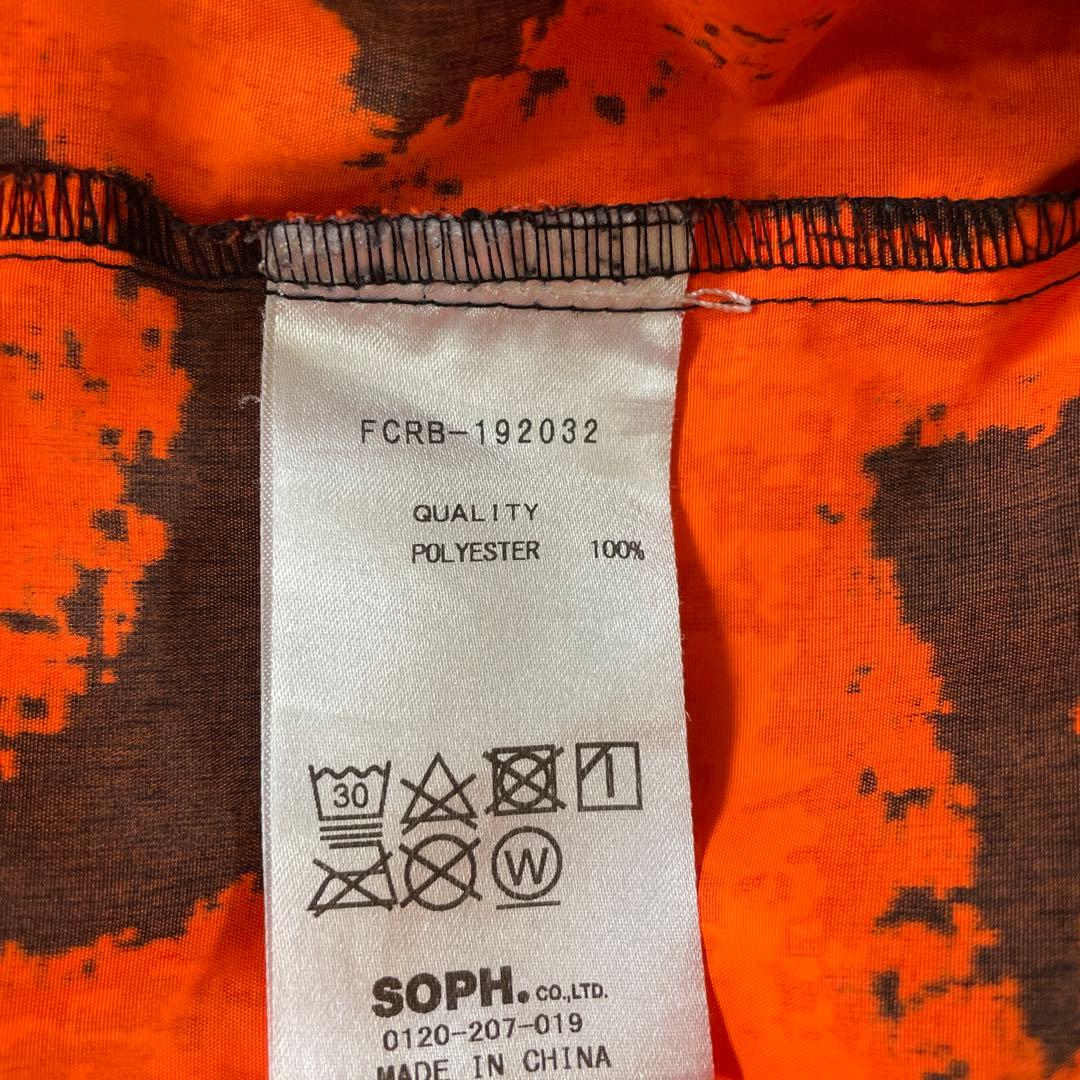 FCRB-192032
QUALITY
POLYESTER 100%
30
W
SOPH. CO.,LTD.
0120-207-019
MADE IN CHINA